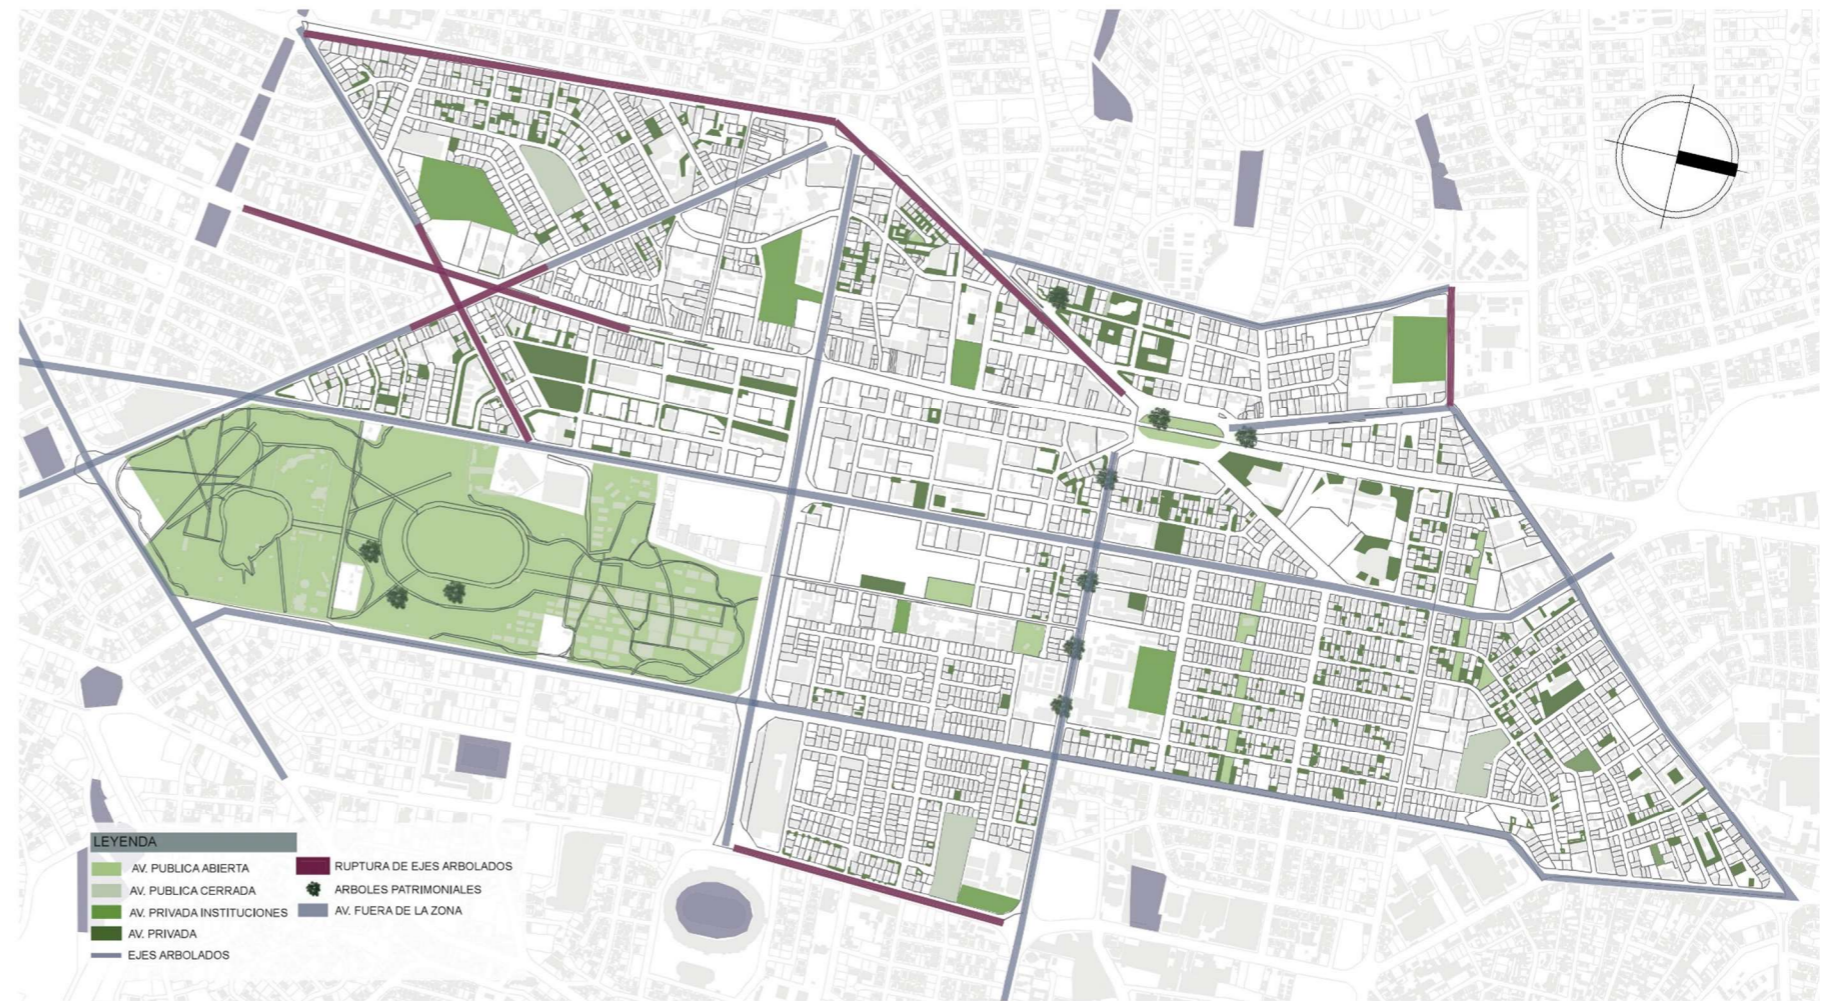 LEYENDA
AV. PUBLICA ABIERTA
AV. PUBLICA CERRADA
AV. PRIVADA INSTITUCIONES
AV. PRIVADA
EJES ARBOLADOS
RUPTURA DE EJES ARBOLADOS
ARBOLES PATRIMONIALES
AV. FUERA DE LA ZONA